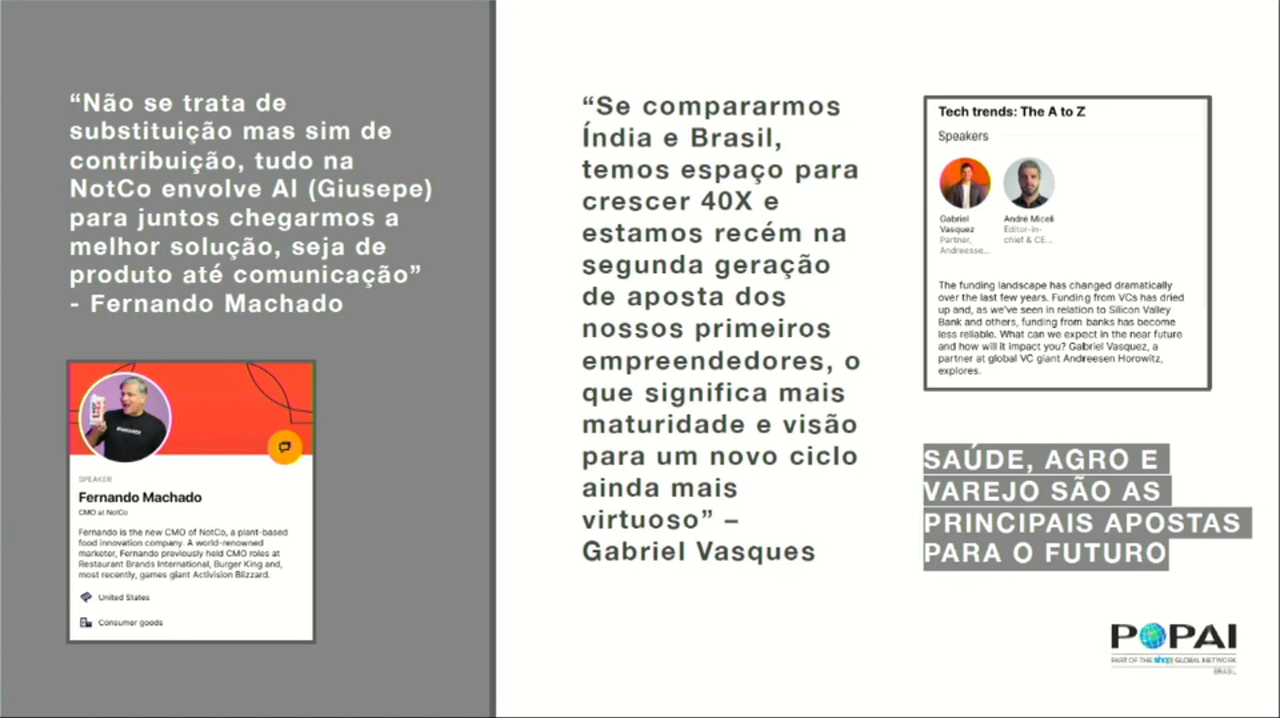 “Não se trata de
substituição mas sim de
contribuição, tudo na
NotCo envolve AI (Giusepe)
para juntos chegarmos a
melhor solução, seja de
produto até comunicação”
- Fernando Machado
SPEAKER
Fernando Machado
CMO at NotCo
Fernando is the new CMO of NotCo, a plant-based
food innovation company. A world-renowned
marketer, Fernando previously held CMO roles at
Restaurant Brands International, Burger King and,
most recently, games giant Activision Blizzard.
United States
Consumer goods
“Se compararmos
Índia e Brasil,
temos espaço para
crescer 40X e
estamos recém na
segunda geração
de aposta dos
nossos primeiros
empreendedores, o
que significa mais
maturidade e visão
para um novo ciclo
ainda mais
virtuoso” –
Gabriel Vasques
Tech trends: The A to Z
Speakers
Gabriel
Vasquez
Partner,
Andreesse...
André Miceli
Editor-in-
chief & CE...
The funding landscape has changed dramatically
over the last few years. Funding from VCs has dried
up and, as we've seen in relation to Silicon Valley
Bank and others, funding from banks has become
less reliable. What can we expect in the near future
and how will it impact you? Gabriel Vasquez, a
partner at global VC giant Andreesen Horowitz,
explores.
SAÚDE, AGRO E
VAREJO SÃO AS
PRINCIPAIS APOSTAS
PARA O FUTURO
POPAI
PART OF THE shop! GLOBAL NETWORK
BRASIL